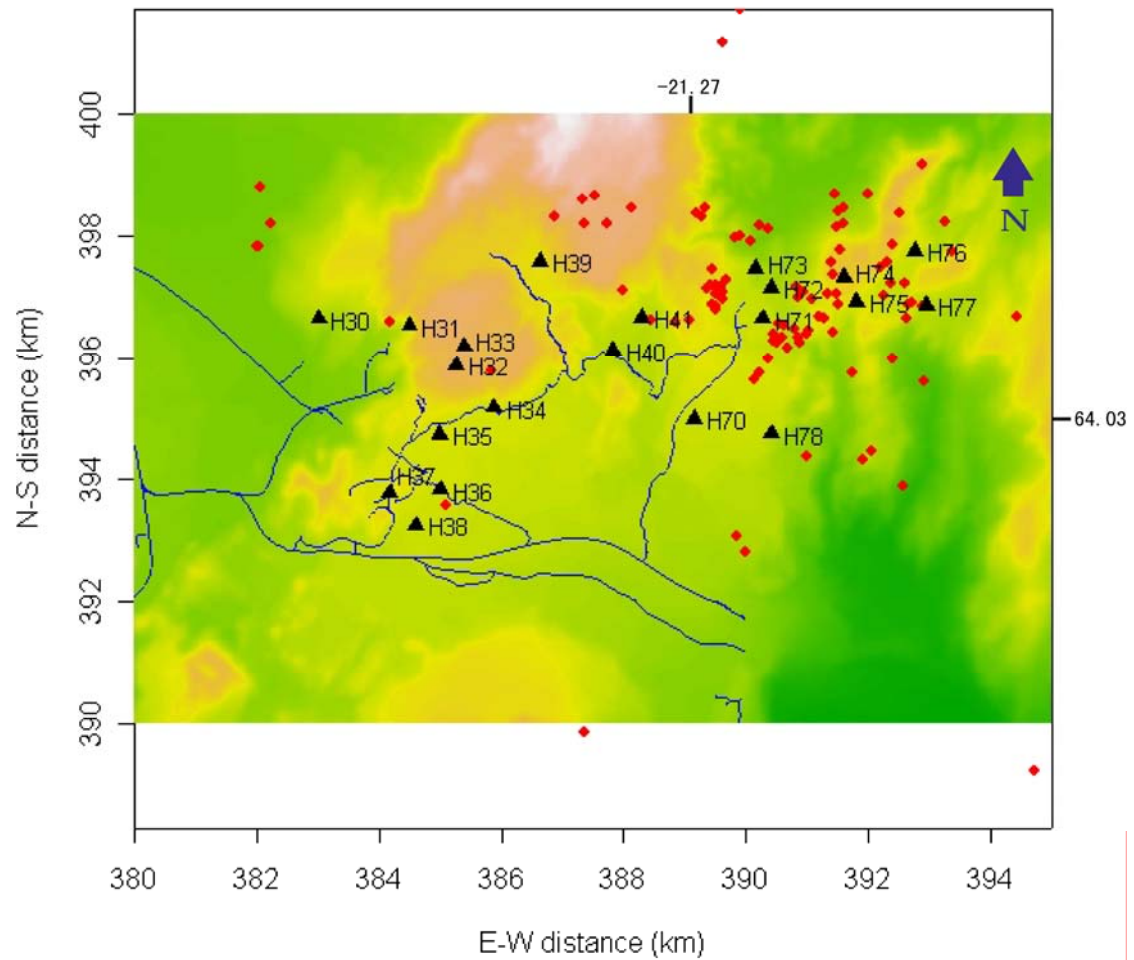 -21. 27
400
N
398
H76
H39
H73
H74
H72
H75
H77
H30
H31
H41
H71
H33
396
H40
H32
N-S distance (km)
H34
H70
64. 03
H35
H78
394
H37
H36
H38
392
390
380
382
384
386
388
390
392
394
E-W distance (km)